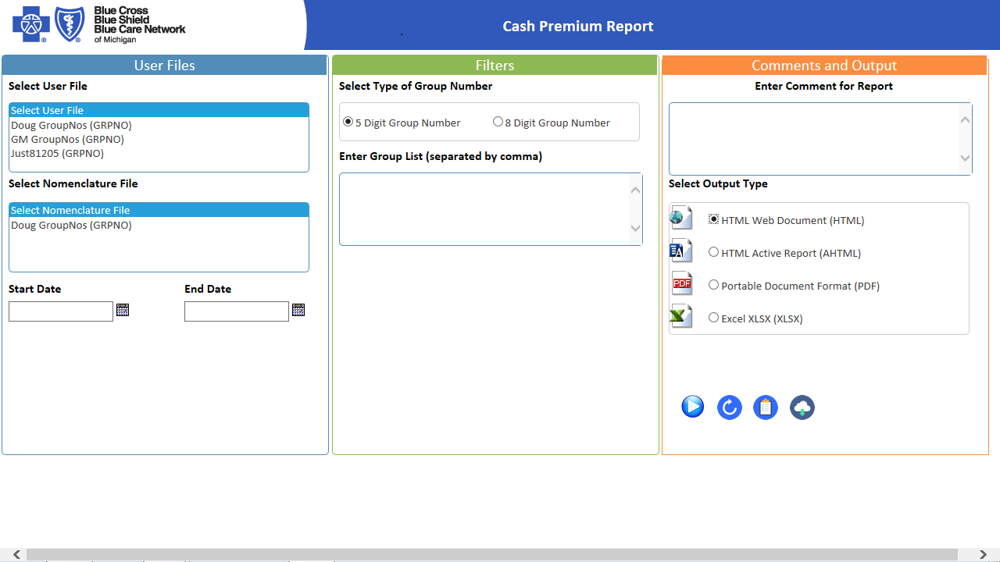 Blue Cross
Blue Shield
Blue Care Network
of Michigan
Cash Premium Report
User Files
Select User File
Select User File
Doug GroupNos (GRPNO)
GM GroupNos (GRPNO)
Just81205 (GRPNO)
Select Nomenclature File
Select Nomenclature File
Doug GroupNos (GRPNO)
Start Date
End Date
Filters
Select Type of Group Number
5 Digit Group Number
8 Digit Group Number
Enter Group List (separated by comma)
Comments and Output
Enter Comment for Report
Select Output Type
HTML Web Document (HTML)
A
HTML Active Report (AHTML)
PDF
Portable Document Format (PDF)
X
Excel XLSX (XLSX)